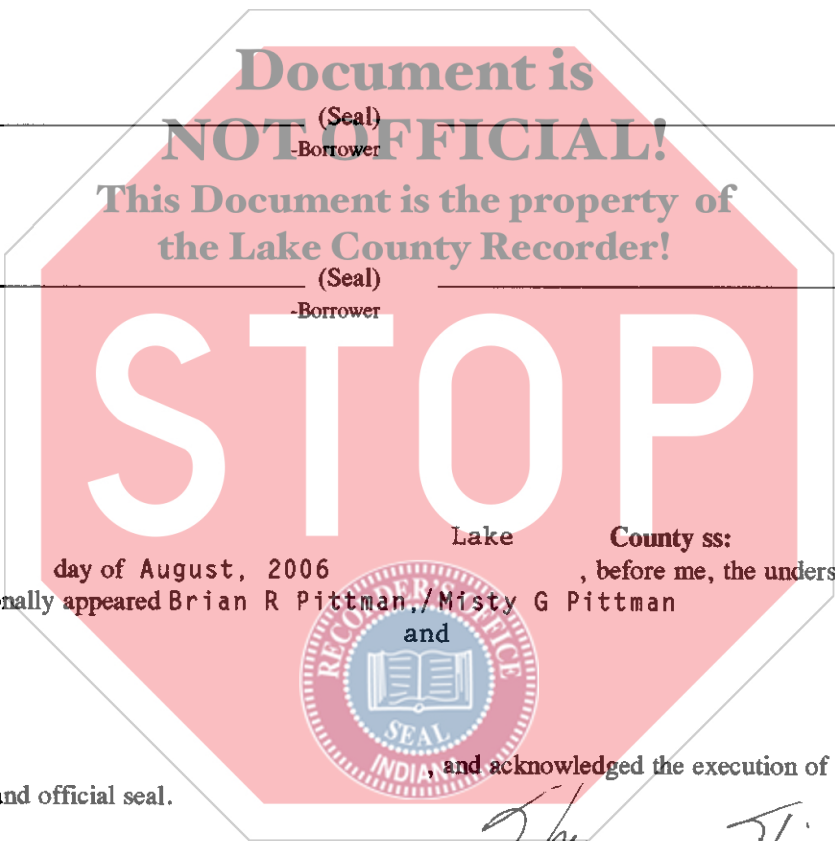 Document is
(Seal)
NOT OFFICIAL!
-Borrower
This Document is the property of
the Lake County Recorder!
(Seal)
-Borrower
STOP
Lake County ss:
day of August, 2006 , before me, the unders
nally appeared Brian R Pittman,/Misty G Pittman
and
RECORDER'S OFFICE
SEAL
INDIANA
, and acknowledged the execution of
and official seal.